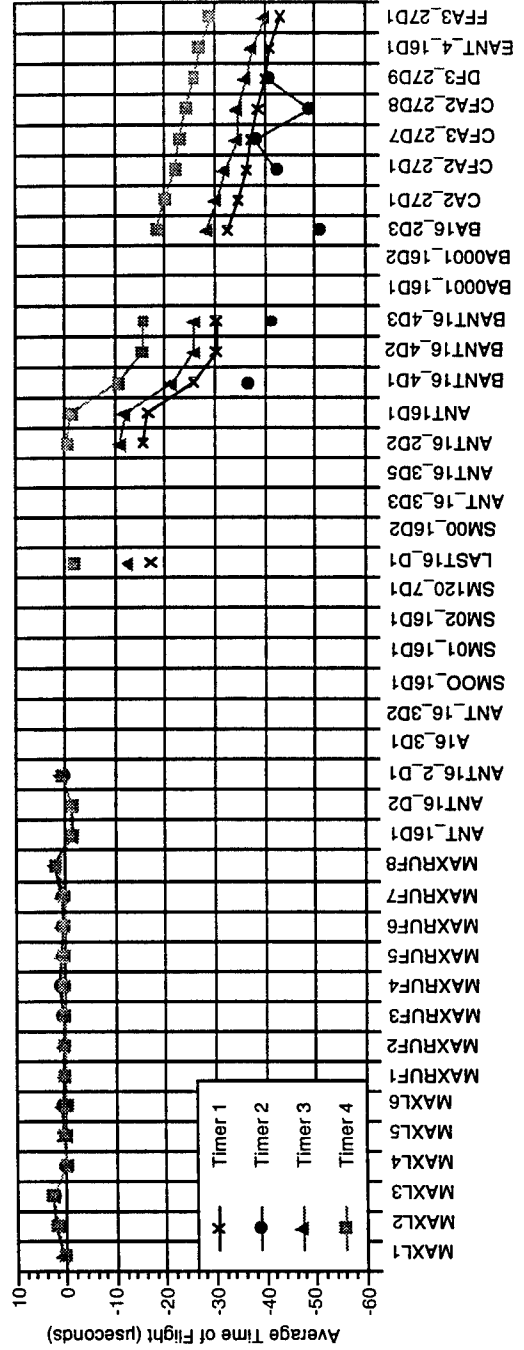 Average Time of Flight (µseconds)
10
0
-10
-20
-30
-40
-50
-60
Timer 1
Timer 2
Timer 3
Timer 4
MAXL1
MAXL2
MAXL3
MAXL4
MAXL5
MAXL6
MAXRUF1
MAXRUF2
MAXRUF3
MAXRUF4
MAXRUF5
MAXRUF6
MAXRUF7
MAXRUF8
ANT_16D1
ANT16_D2
ANT16_2_D1
A16_3D1
ANT_16_3D2
SMOO_16D1
SM01_16D1
SM02_16D1
SM120_7D1
LAST16_D1
SM00_16D2
ANT_16_3D3
ANT16_3D5
ANT16_2D2
ANT16D1
BANT16_4D1
BANT16_4D2
BANT16_4D3
BA0001_16D1
BA0001_16D2
BA16_2D3
CA2_27D1
CFA2_27D1
CFA3_27D7
CFA2_27D8
DF3_27D9
EANT_4_16D1
FFA3_27D1